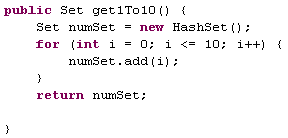 public Set get1To10() {
    Set numSet = new HashSet();
    for (int i = 0; i <= 10; i++) {
        numSet.add(i);
    }
    return numSet;
}